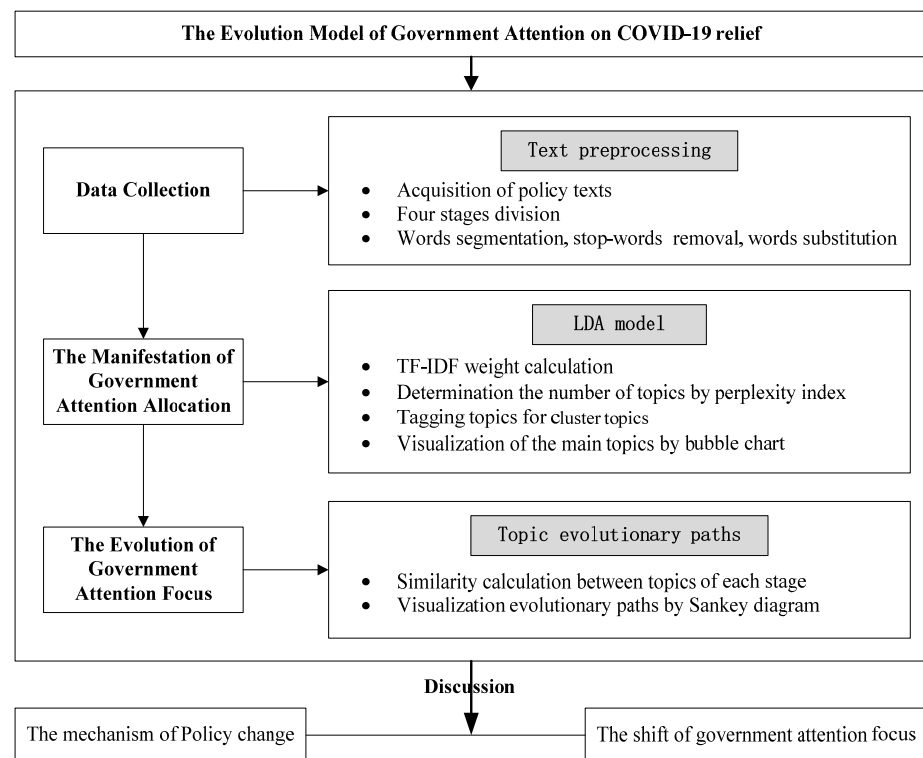 The Evolution Model of Government Attention on COVID-19 relief
Data Collection
Text preprocessing
• Acquisition of policy texts
• Four stages division
• Words segmentation, stop-words removal, words substitution
The Manifestation of
Government
Attention Allocation
LDA model
• TF-IDF weight calculation
• Determination the number of topics by perplexity index
• Tagging topics for cluster topics
• Visualization of the main topics by bubble chart
The Evolution of
Government
Attention Focus
Topic evolutionary paths
• Similarity calculation between topics of each stage
• Visualization evolutionary paths by Sankey diagram
Discussion
The mechanism of Policy change
The shift of government attention focus